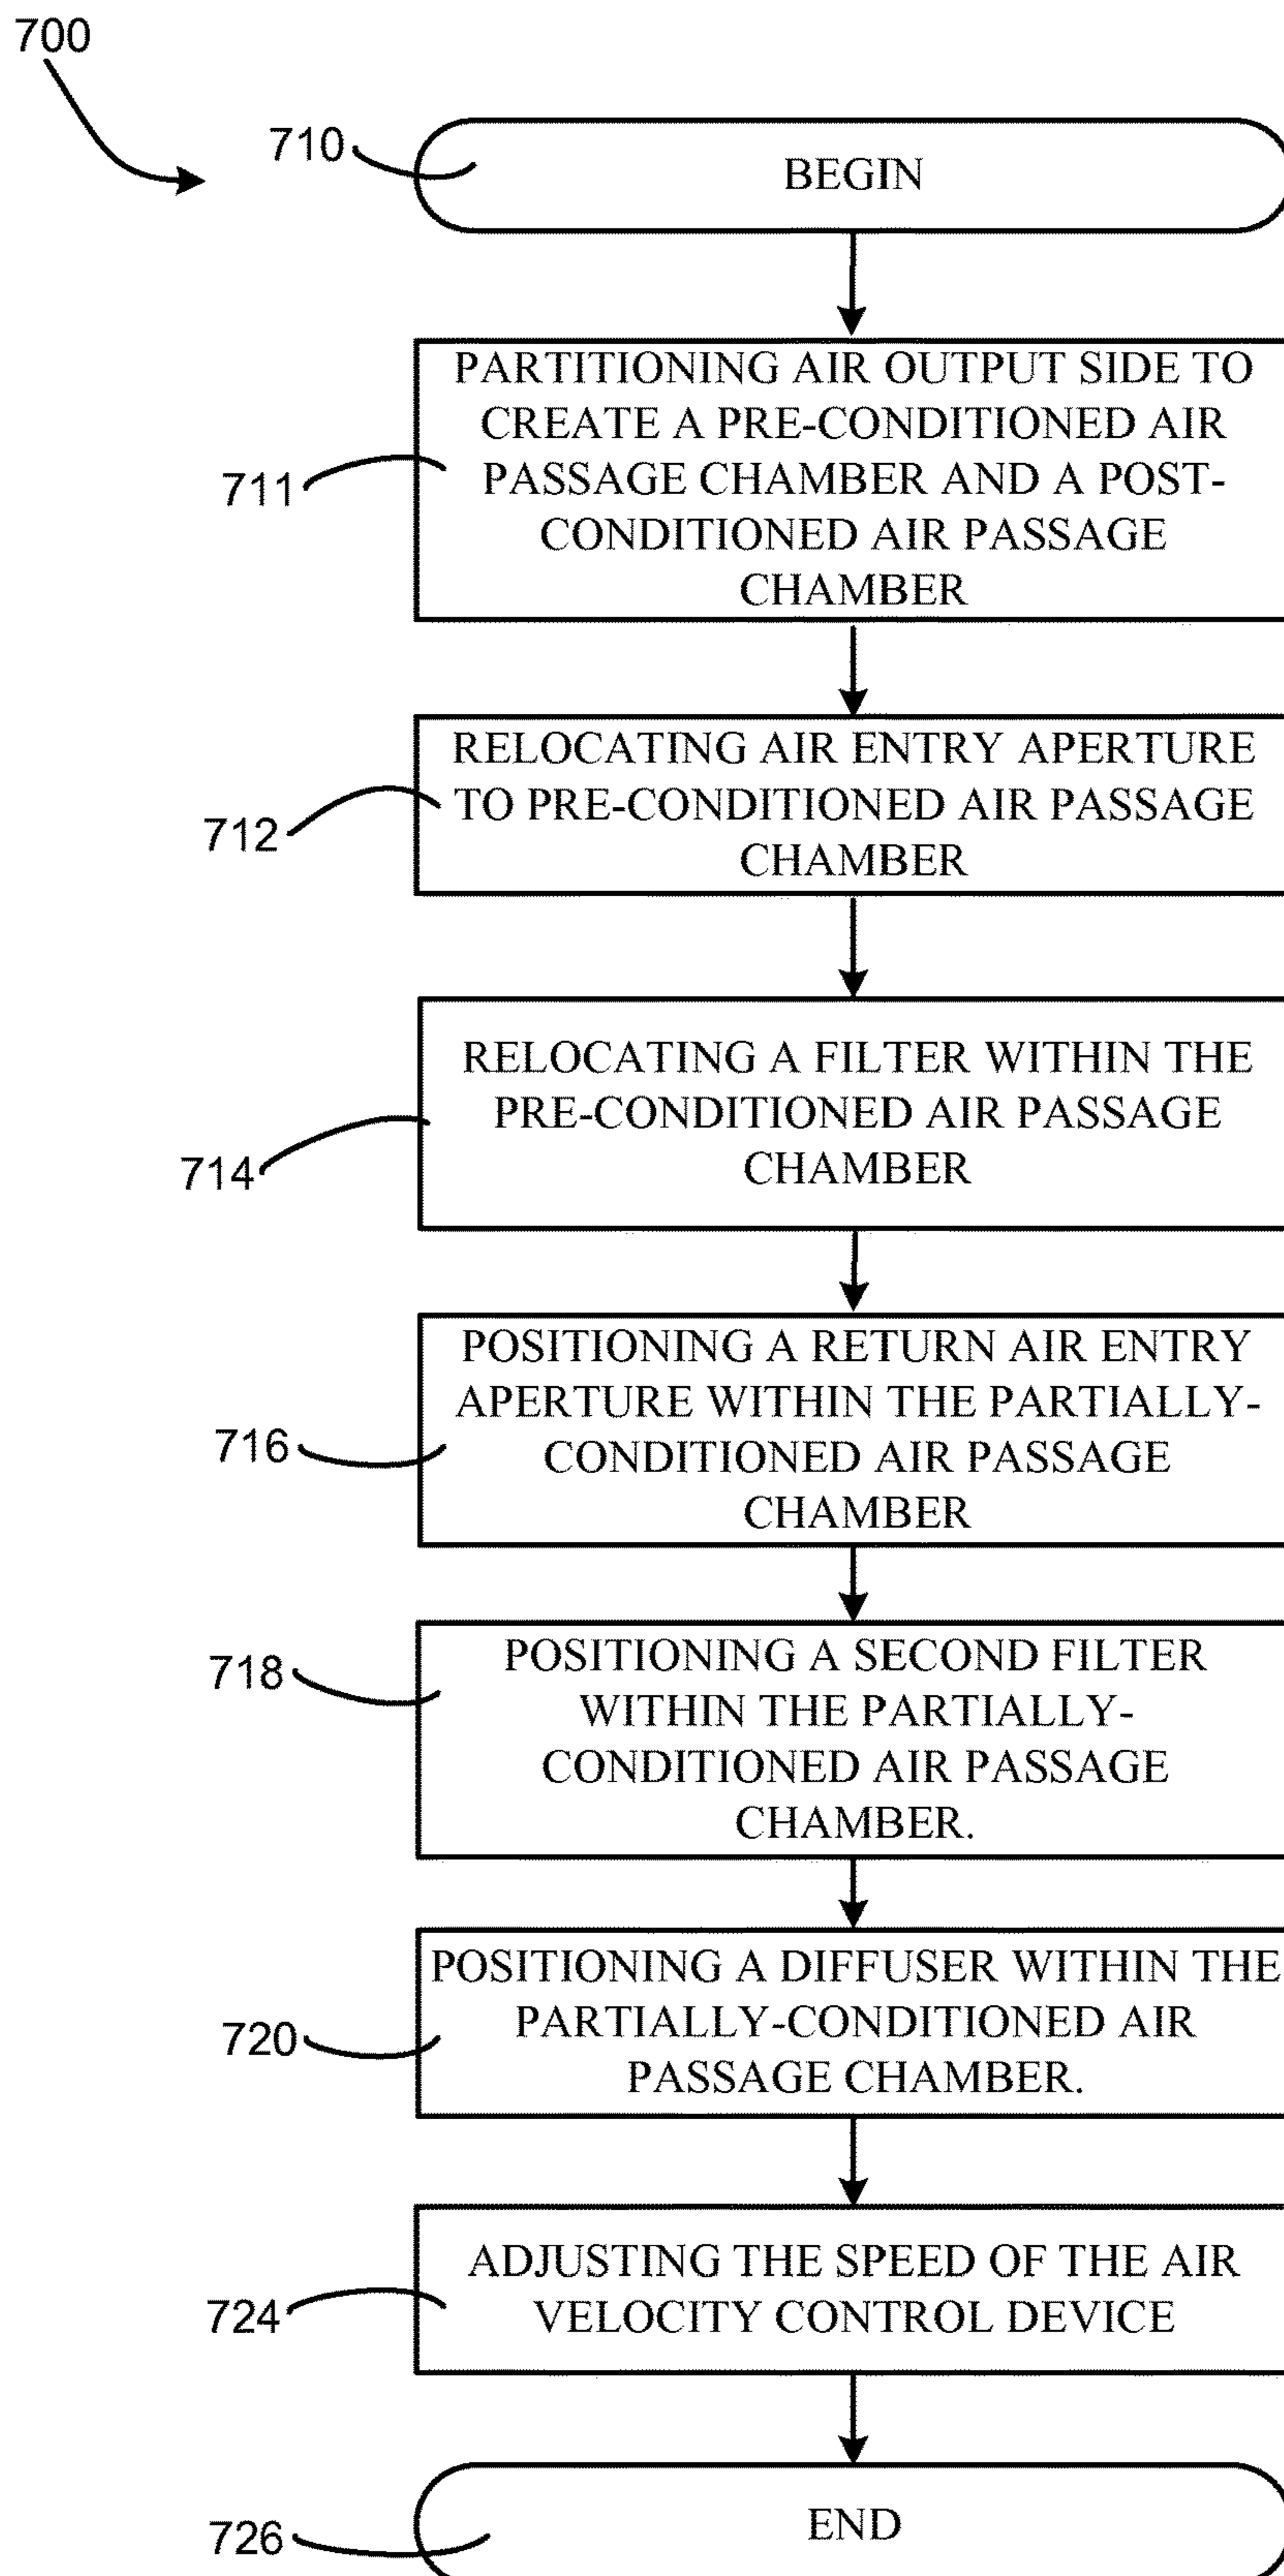 700
710
BEGIN
PARTITIONING AIR OUTPUT SIDE TO
CREATE A PRE-CONDITIONED AIR
PASSAGE CHAMBER AND A POST-
CONDITIONED AIR PASSAGE
CHAMBER
711
RELOCATING AIR ENTRY APERTURE
TO PRE-CONDITIONED AIR PASSAGE
CHAMBER
712
RELOCATING A FILTER WITHIN THE
PRE-CONDITIONED AIR PASSAGE
CHAMBER
714
POSITIONING A RETURN AIR ENTRY
APERTURE WITHIN THE PARTIALLY-
CONDITIONED AIR PASSAGE
CHAMBER
716
POSITIONING A SECOND FILTER
WITHIN THE PARTIALLY-
CONDITIONED AIR PASSAGE
CHAMBER.
718
POSITIONING A DIFFUSER WITHIN THE
PARTIALLY-CONDITIONED AIR
PASSAGE CHAMBER.
720
ADJUSTING THE SPEED OF THE AIR
VELOCITY CONTROL DEVICE
724
END
726